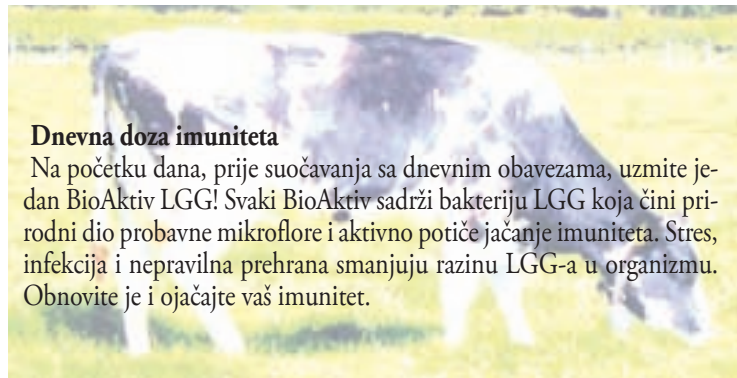 Dnevna doza imuniteta
Na početku dana, prije suočavanja sa dnevnim obavezama, uzmite je-
dan BioAktiv LGG! Svaki BioAktiv sadrži bakteriju LGG koja čini pri-
rodni dio probavne mikroflore i aktivno potiče jačanje imuniteta. Stres,
infekcija i nepravilna prehrana smanjuju razinu LGG-a u organizmu.
Obnovite je i ojačajte vaš imunitet.